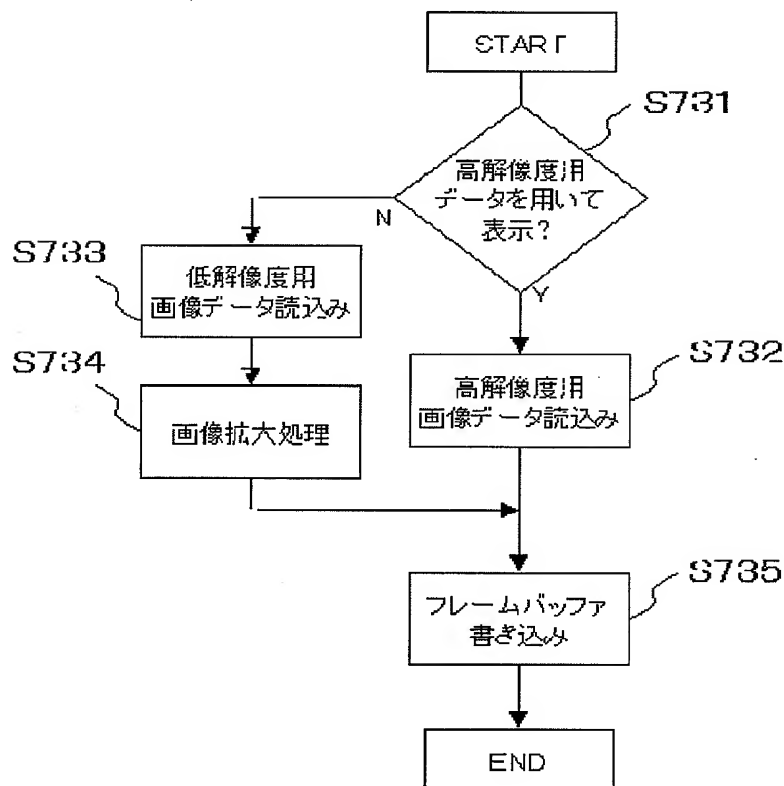 START
S731
高解像度用
データを用いて
表示?
N
Y
S733
低解像度用
画像データ読込み
S732
高解像度用
画像データ読込み
S734
画像拡大処理
S735
フレームバッファ
書き込み
END